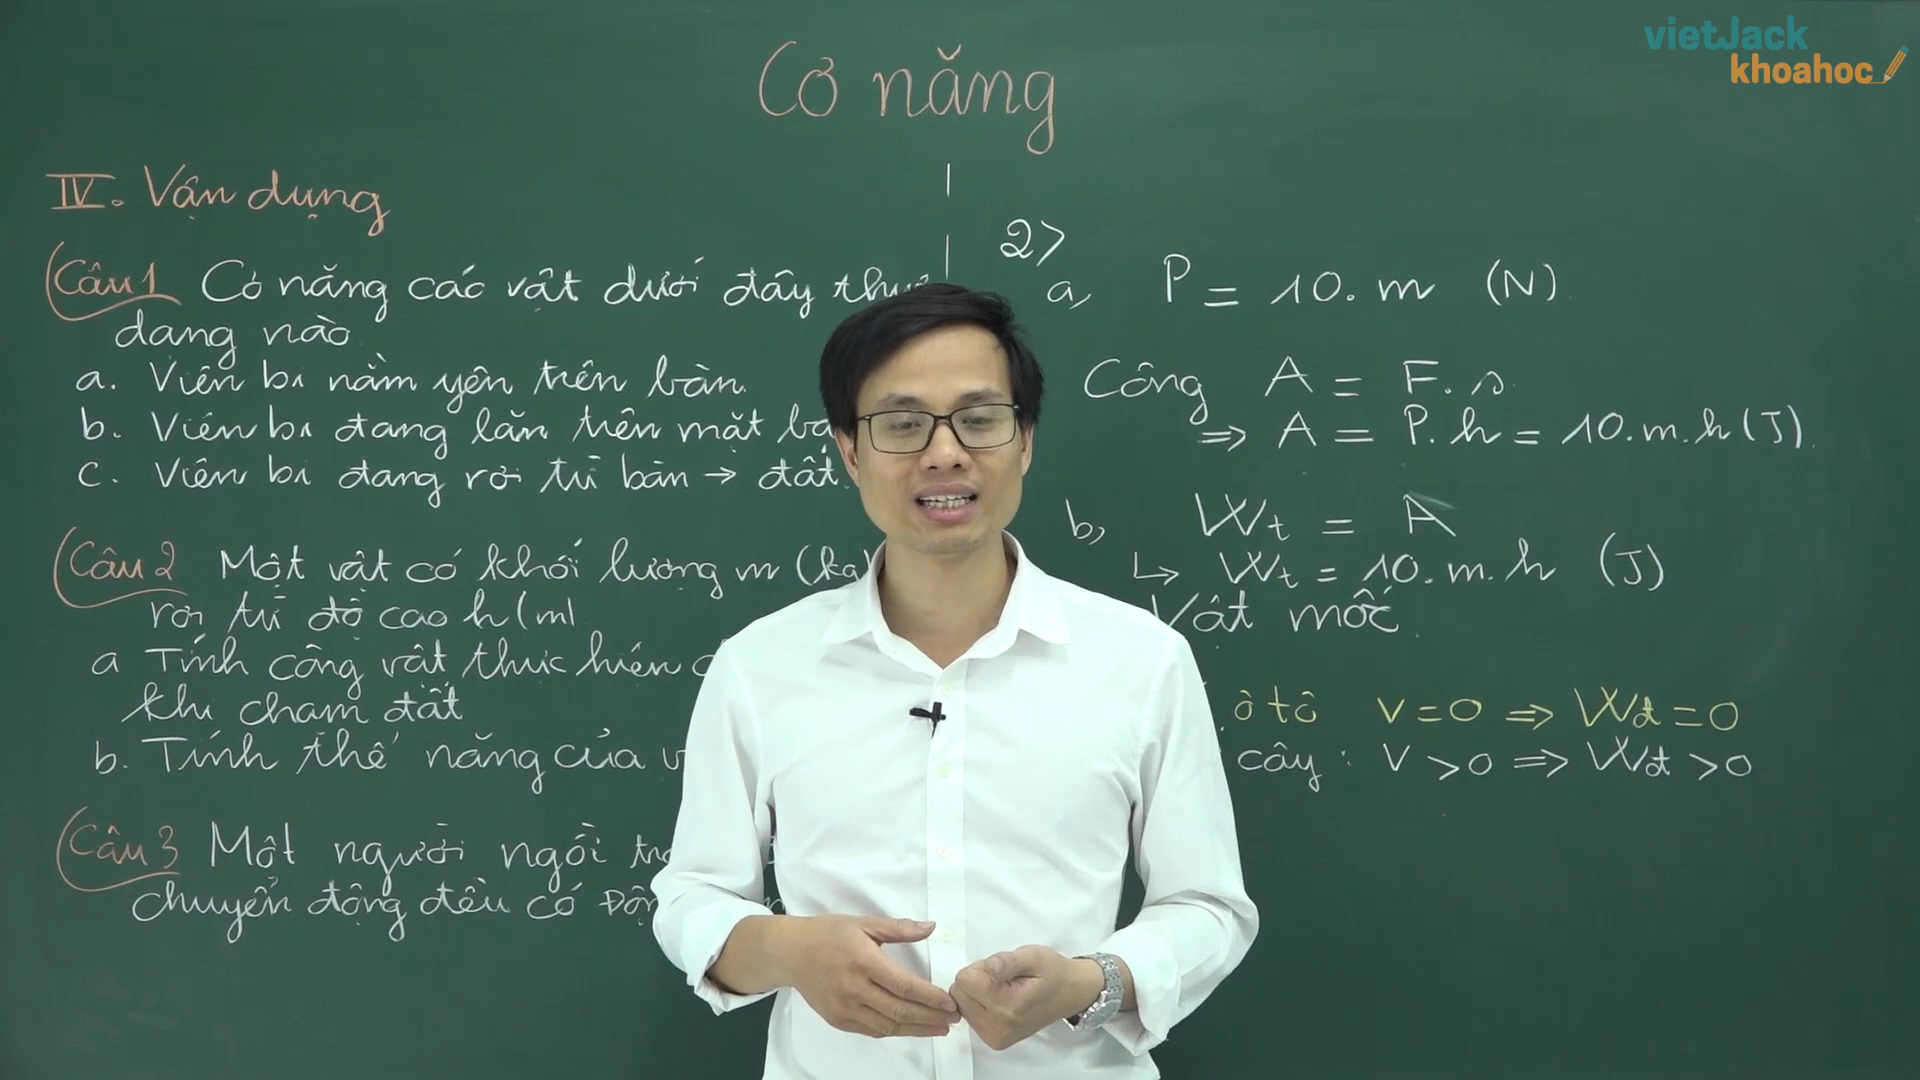 vietJack
khoahoc
Cơ năng
IV. Vận dụng
Câu 1 Cơ năng các vật dưới đây
dạng nào
a. Viên bi nằm yên trên bàn.
b. Viên bi đang lăn trên mặt
c. Viên bi đang rơi từ bàn → đất.
Câu 2 Một vật có khối lượng m (kg)
rơi từ độ cao h(m)
a Tính công vật thực hiện
khi chạm đất
b. Tính thế năng của
Câu 3 Một người ngồi
chuyển động đều có
2>
a, P = 10. m (N)
Công A = F. s
=> A = P. h = 10. m. h (J).
b, Wt = A
↳ Wt = 10. m. h (J)
Vật mốc.
ô tô v = 0 => Wđ = 0
cây : v > 0 => Wđ > 0